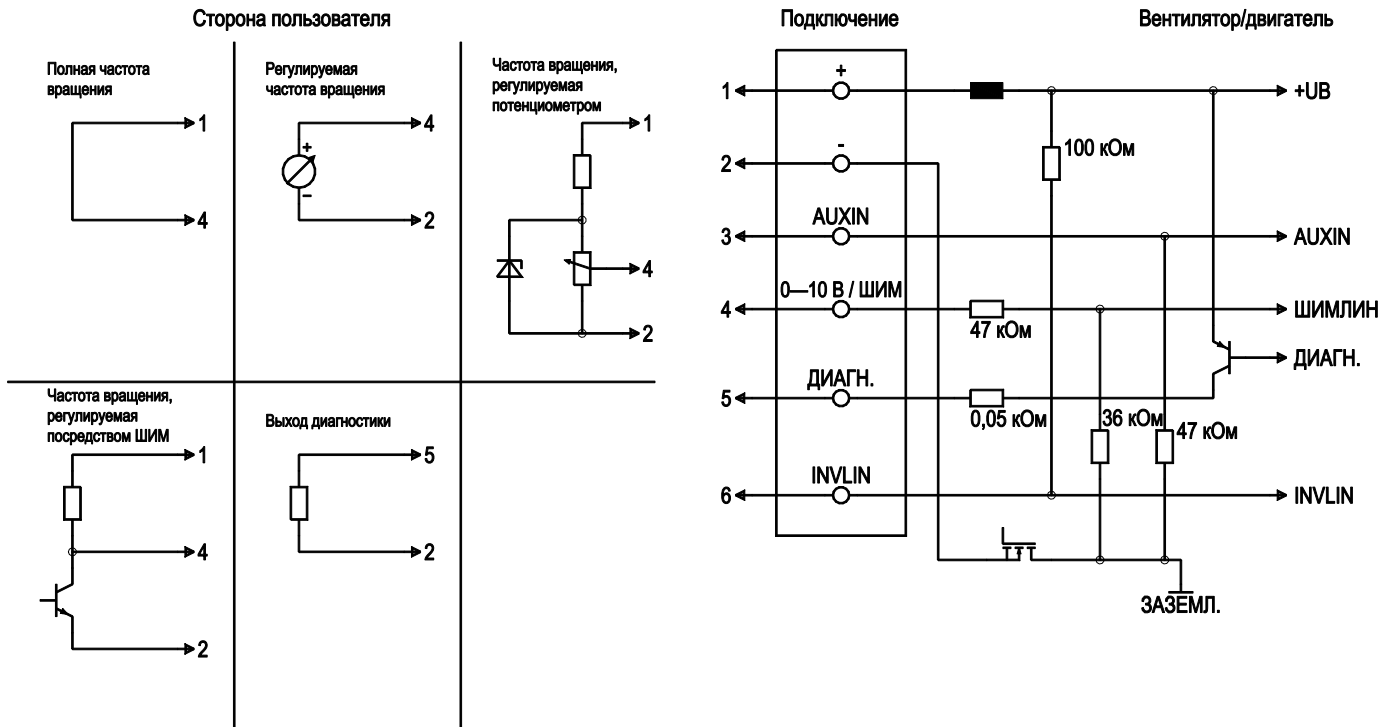 Сторона пользователя
Полная частота
вращения
1
4
Регулируемая
частота вращения
4
+
–
2
Частота вращения,
регулируемая
потенциометром
1
4
2
Частота вращения,
регулируемая
посредством ШИМ
1
4
2
Выход диагностики
5
2
Подключение
Вентилятор/двигатель
1
+
+UB
100 кОм
2
-
3
AUXIN
AUXIN
4
0—10 В / ШИМ
47 кОм
ШИМЛИН
ДИАГН.
5
ДИАГН.
0,05 кОм
36 кОм
47 кОм
6
INVLIN
INVLIN
ЗАЗЕМЛ.